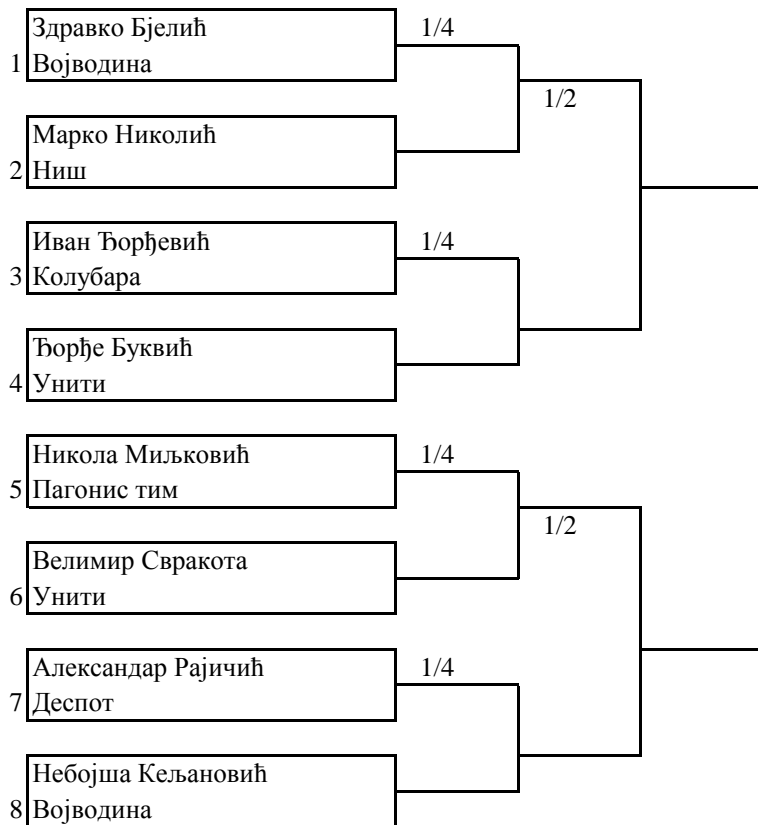 Здравко Бјелић
1/4
1 Војводина
1/2
Марко Николић
2 Ниш
Иван Ђорђевић
1/4
3 Колубара
Ђорђе Буквић
4 Унити
Никола Миљковић
1/4
5 Пагонис тим
1/2
Велимир Свракота
6 Унити
Александар Рајичић
1/4
7 Деспот
Небојша Кељановић
8 Војводина